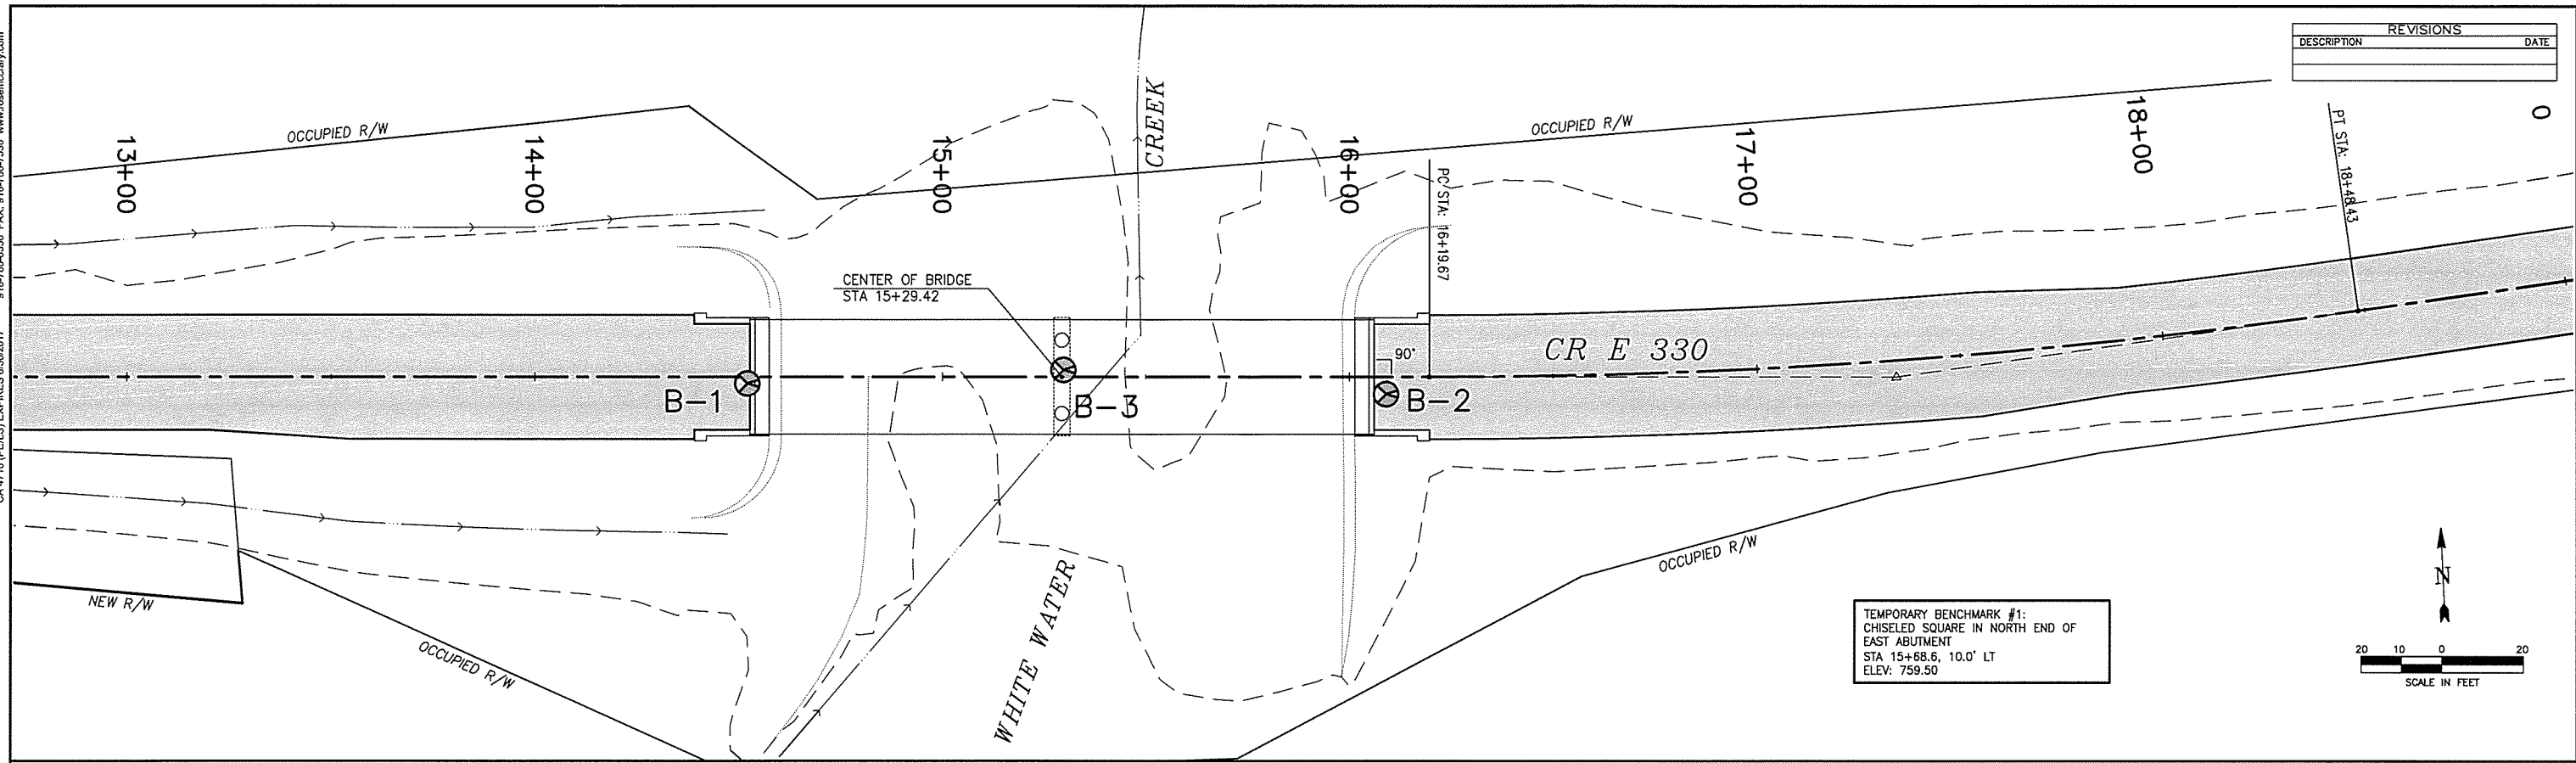 REVISIONS
DESCRIPTION DATE
OCCUPIED R/W
OCCUPIED R/W
CREEK
13+00
14+00
15+00
16+00
17+00
18+00
0
PC STA: 16+19.67
PT STA: 18+48.43
CENTER OF BRIDGE
STA 15+29.42
90°
CR E 330
B-1
B-3
B-2
NEW R/W
OCCUPIED R/W
WHITE WATER
OCCUPIED R/W
N
TEMPORARY BENCHMARK #1:
CHISELED SQUARE IN NORTH END OF
EAST ABUTMENT
STA 15+68.6, 10.0' LT
ELEV: 759.50
20 10 0 20
SCALE IN FEET